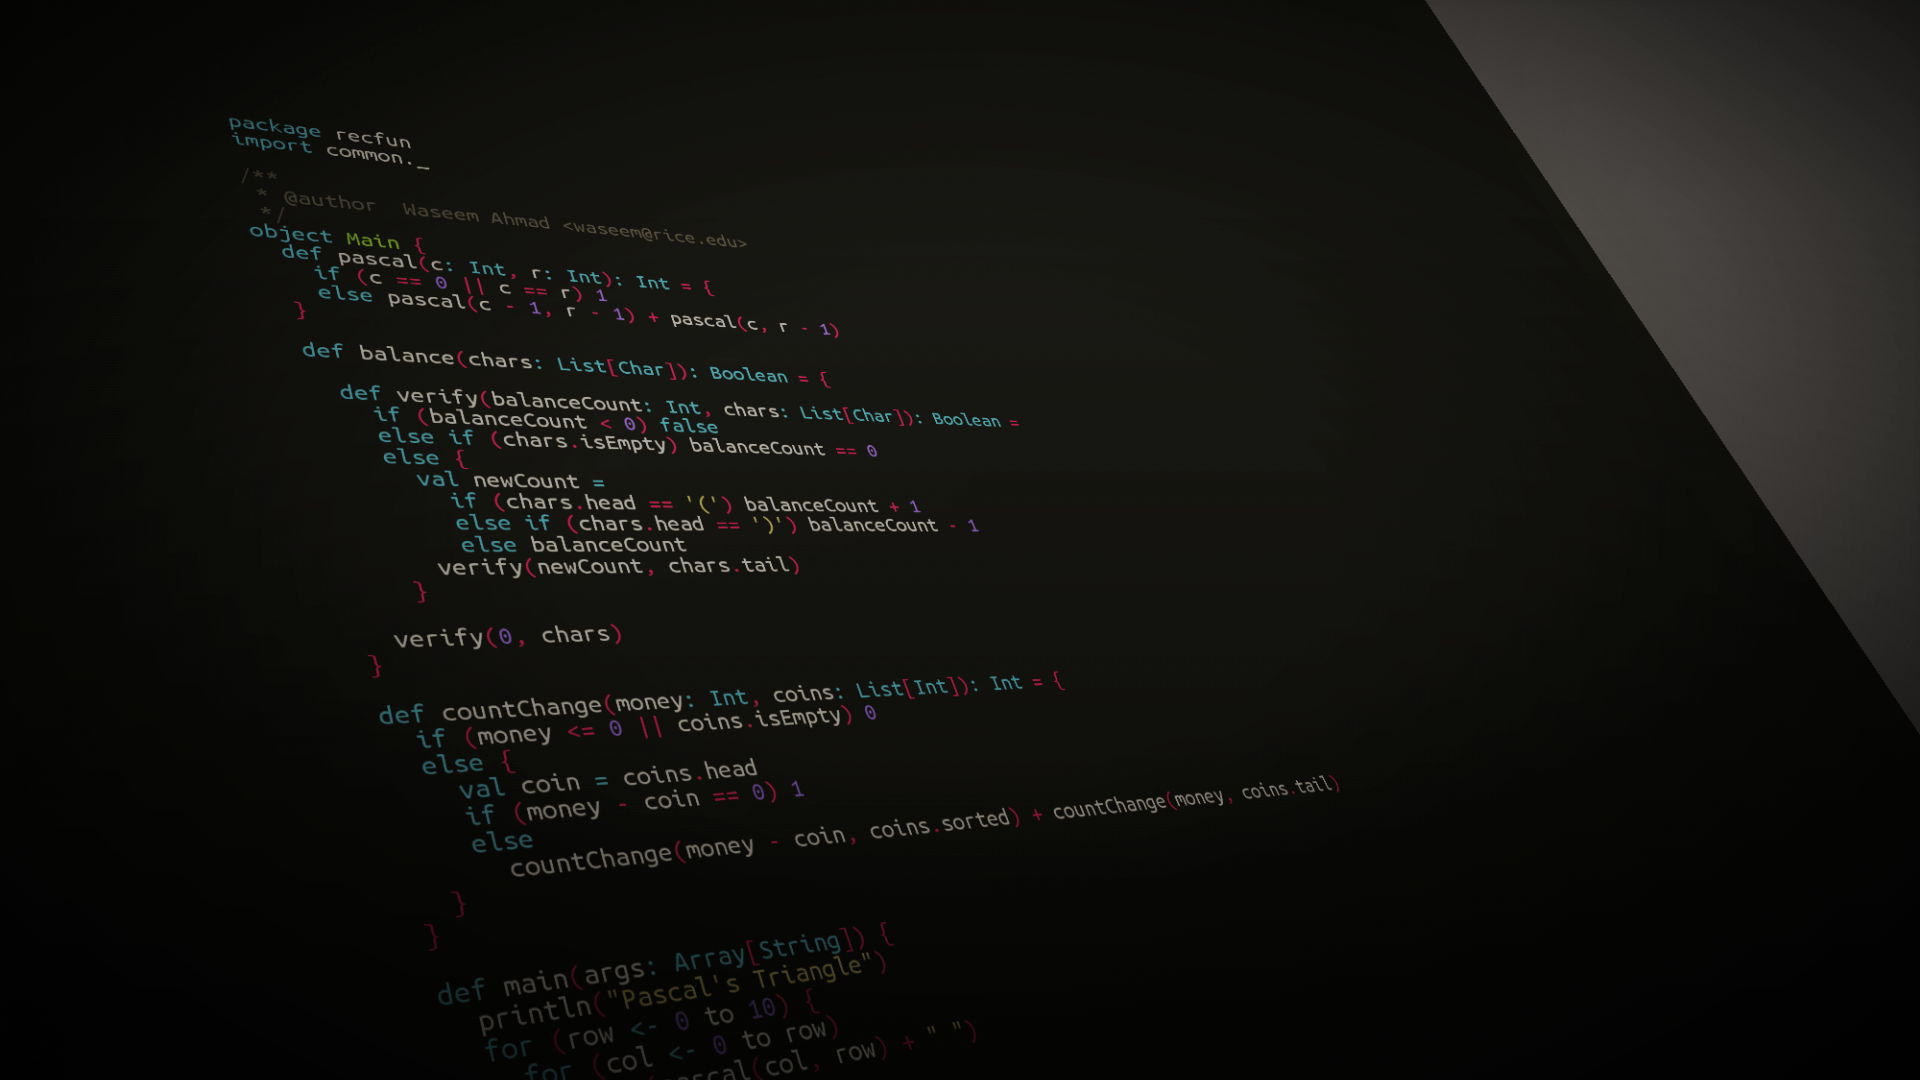 package recfun
import common._
/**
 * @author  Waseem Ahmad <waseem@rice.edu>
 */
object Main {
  def pascal(c: Int, r: Int): Int = {
    if (c == 0 || c == r) 1
    else pascal(c - 1, r - 1) + pascal(c, r - 1)
  }
  def balance(chars: List[Char]): Boolean = {
    def verify(balanceCount: Int, chars: List[Char]): Boolean =
      if (balanceCount < 0) false
      else if (chars.isEmpty) balanceCount == 0
      else {
        val newCount =
          if (chars.head == '(') balanceCount + 1
          else if (chars.head == ')') balanceCount - 1
          else balanceCount
        verify(newCount, chars.tail)
      }
    verify(0, chars)
  }
  def countChange(money: Int, coins: List[Int]): Int = {
    if (money <= 0 || coins.isEmpty) 0
    else {
      val coin = coins.head
      if (money - coin == 0) 1
      else
        countChange(money - coin, coins.sorted) + countChange(money, coins.tail)
    }
  }
  def main(args: Array[String]) {
    println("Pascal's Triangle")
    for (row <- 0 to 10) {
      for (col <- 0 to row)
        (pascal(col, row) + " ")